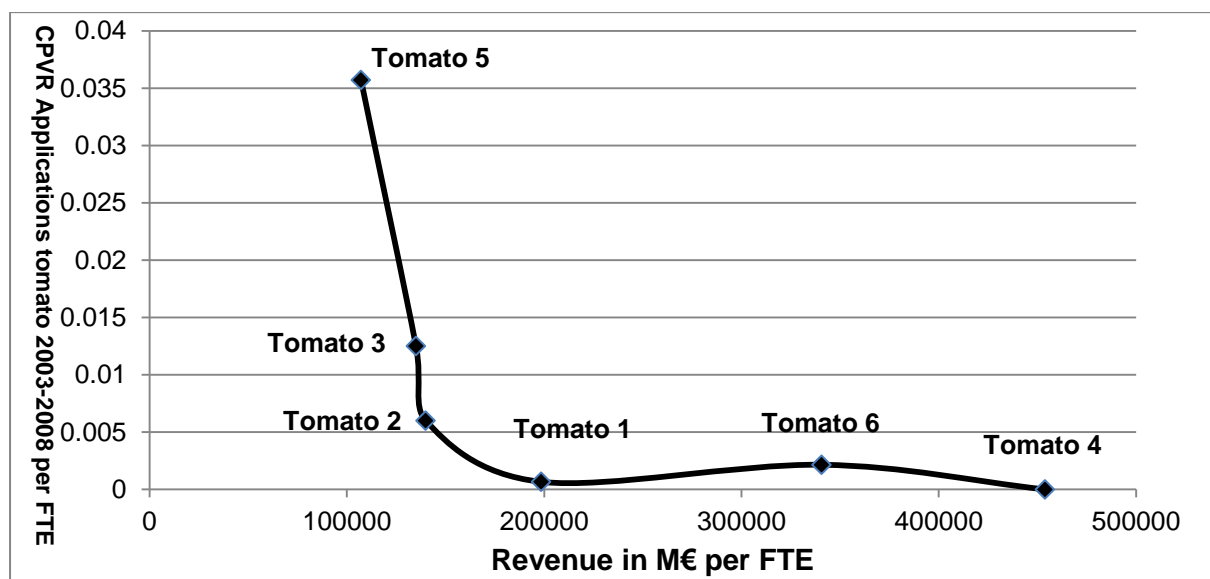 CPVR Applications tomato 2003-2008 per FTE
0.04
0.035
0.03
0.025
0.02
0.015
0.01
0.005
0
Tomato 5
Tomato 3
Tomato 2
Tomato 1
Tomato 6
Tomato 4
0 100000 200000 300000 400000 500000
Revenue in M€ per FTE